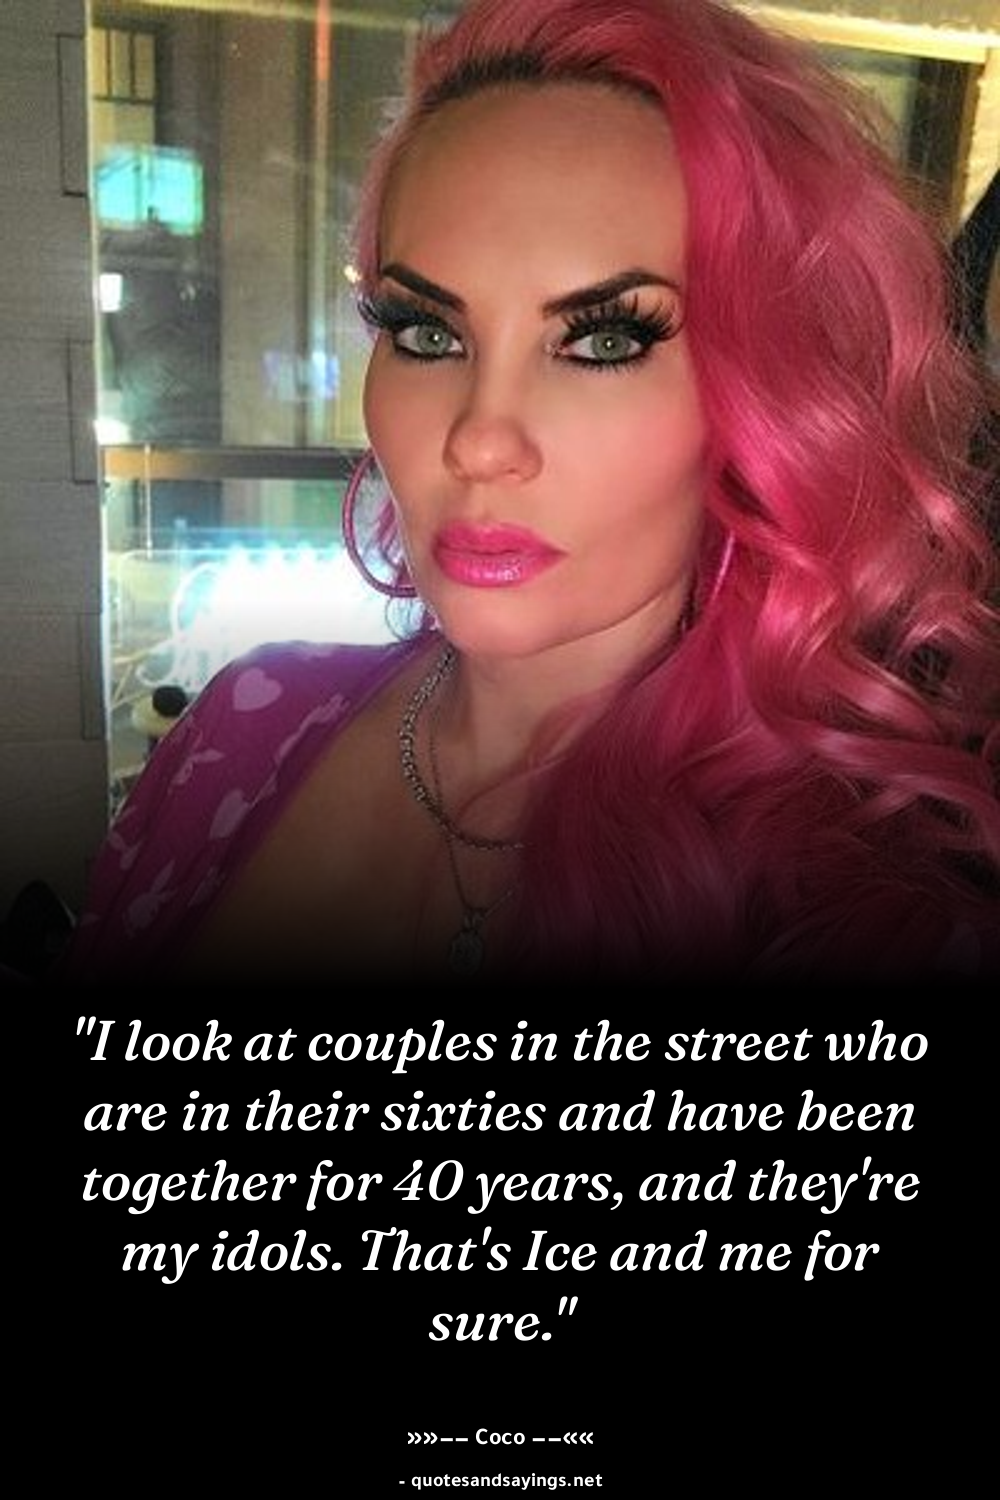 "I look at couples in the street who
are in their sixties and have been
together for 40 years, and they're
my idols. That's Ice and me for
sure."
»»−− Coco −−««
- quotesandsayings.net